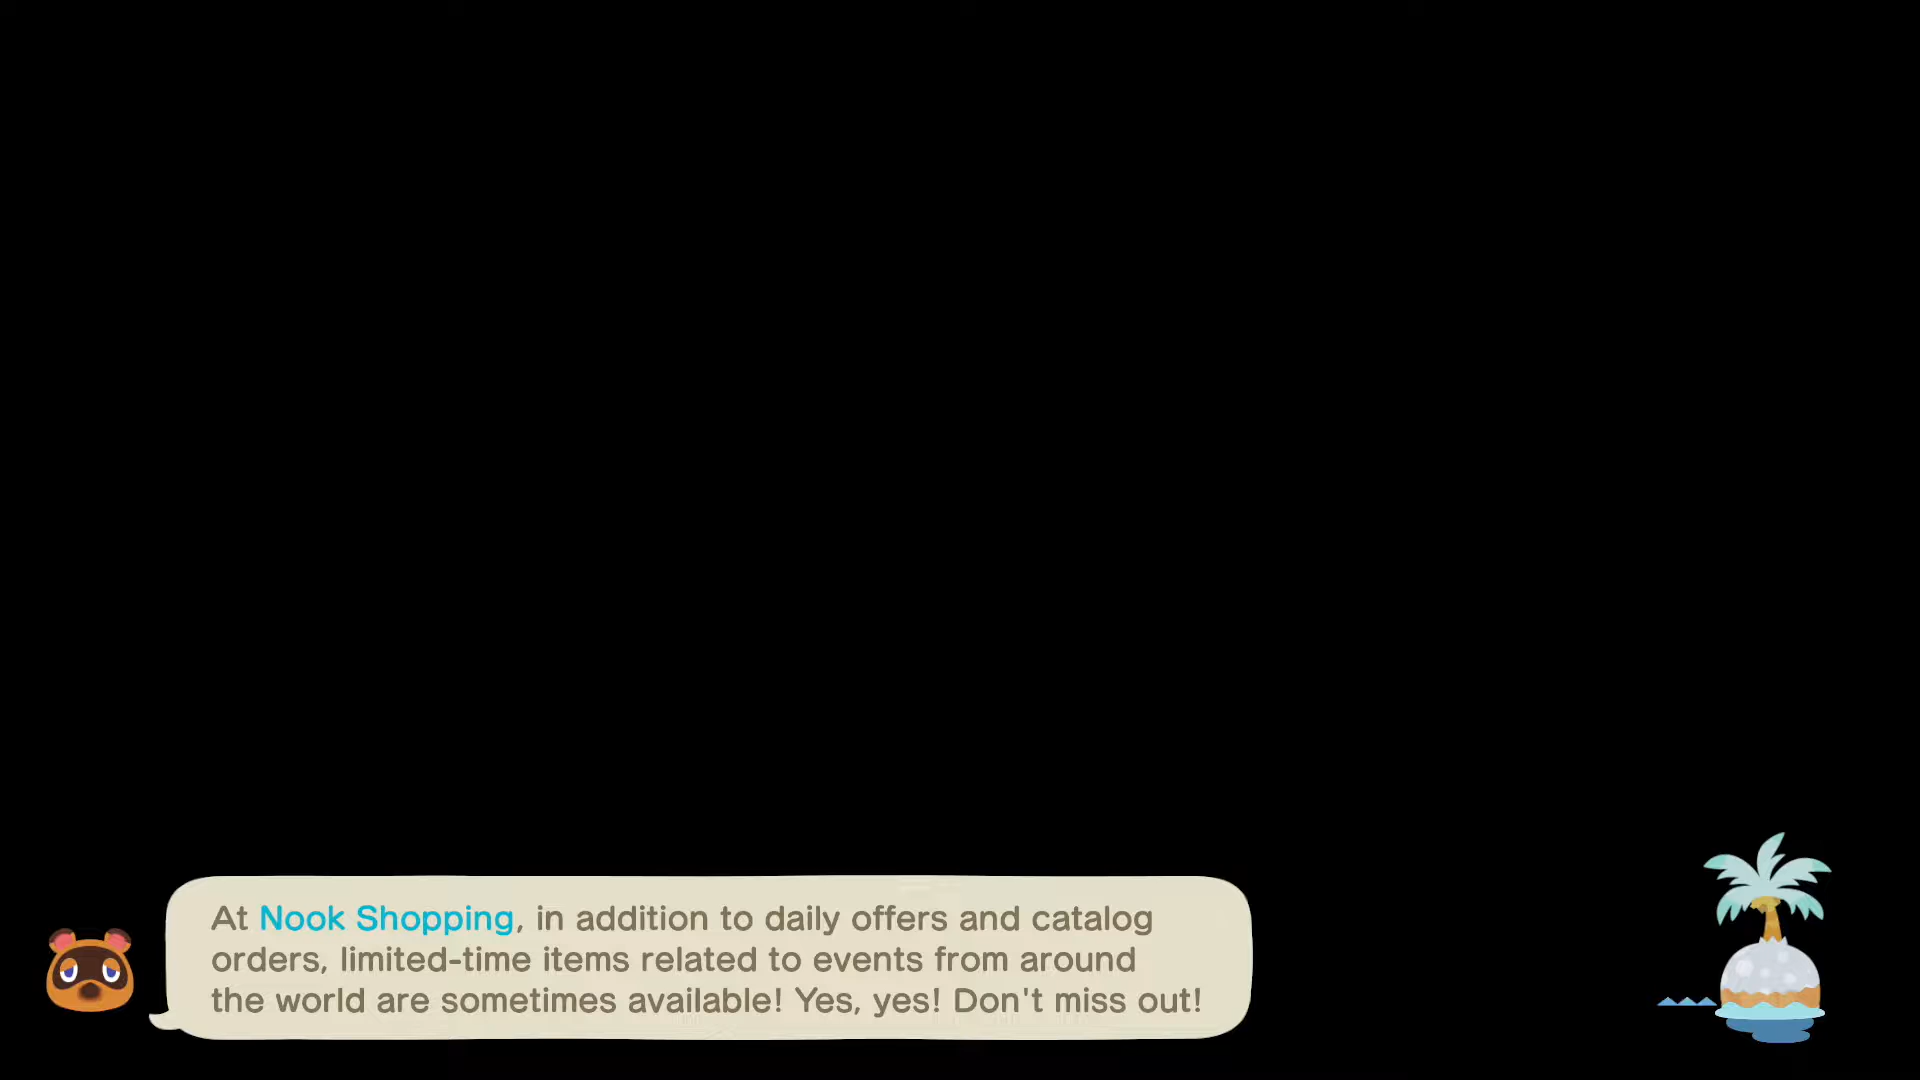 At Nook Shopping, in addition to daily offers and catalog
orders, limited-time items related to events from around
the world are sometimes available! Yes, yes! Don't miss out!